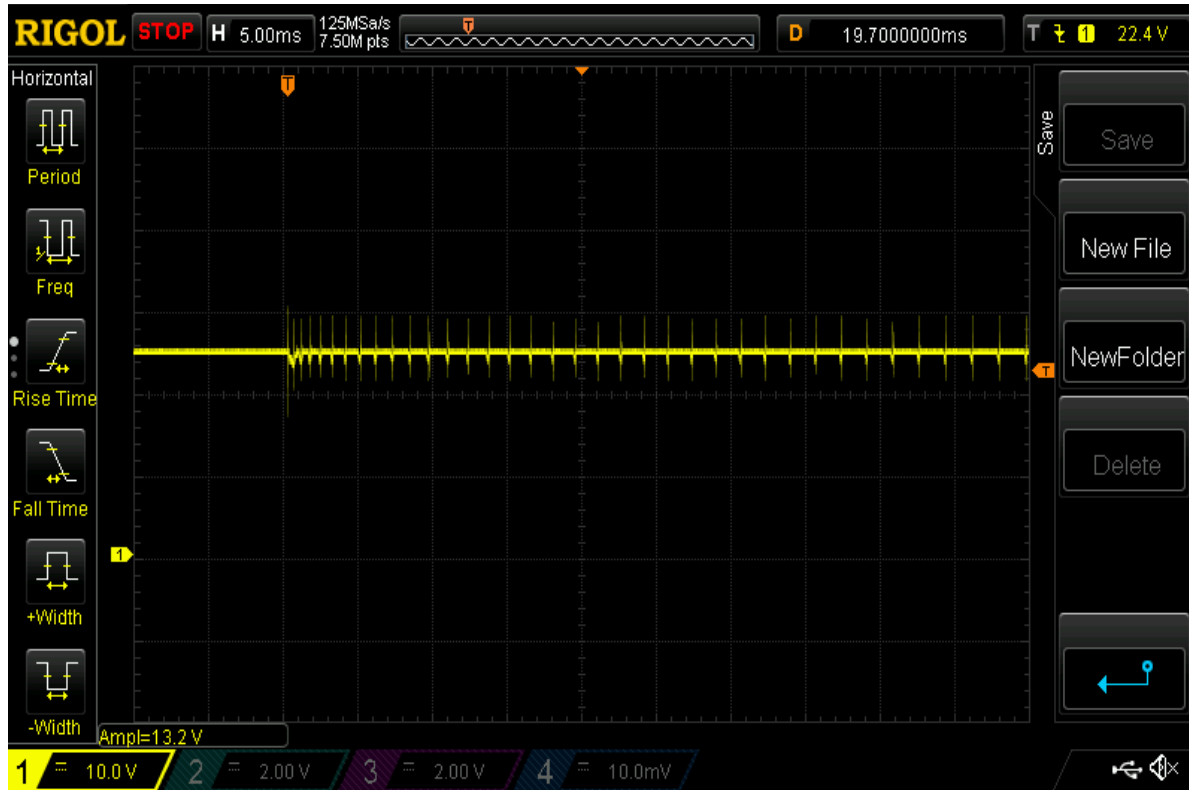 RIGOL STOP H 5.00ms 125MSa/s 7.50M pts T D 19.7000000ms T 1 22.4 V
Horizontal
T
Save
Save
Period
New File
Freq
NewFolder
T
Rise Time
Delete
Fall Time
1
+Width
-Width
Ampl=13.2 V
1 10.0 V 2 2.00 V 3 2.00 V 4 10.0mV